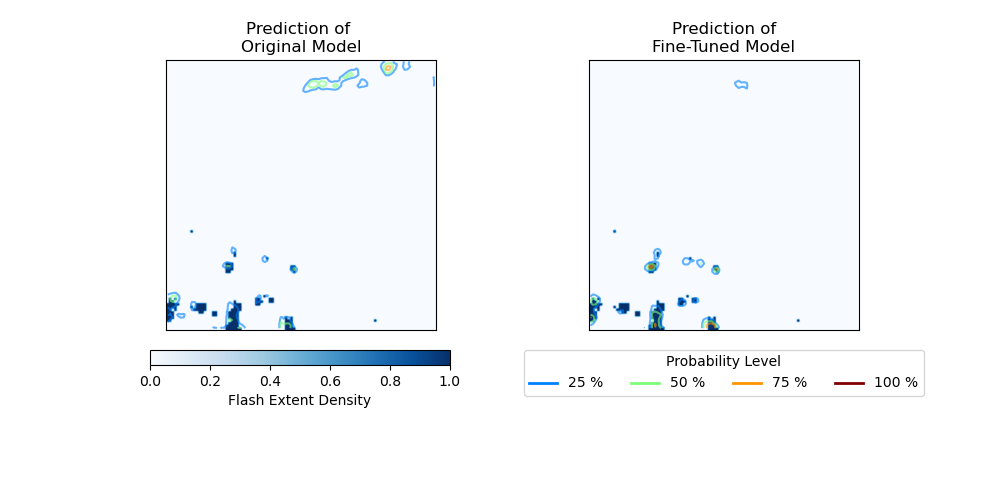 Prediction of
Original Model
Prediction of
Fine-Tuned Model
0.0 0.2 0.4 0.6 0.8 1.0
Flash Extent Density
Probability Level
25 % 50 % 75 % 100 %